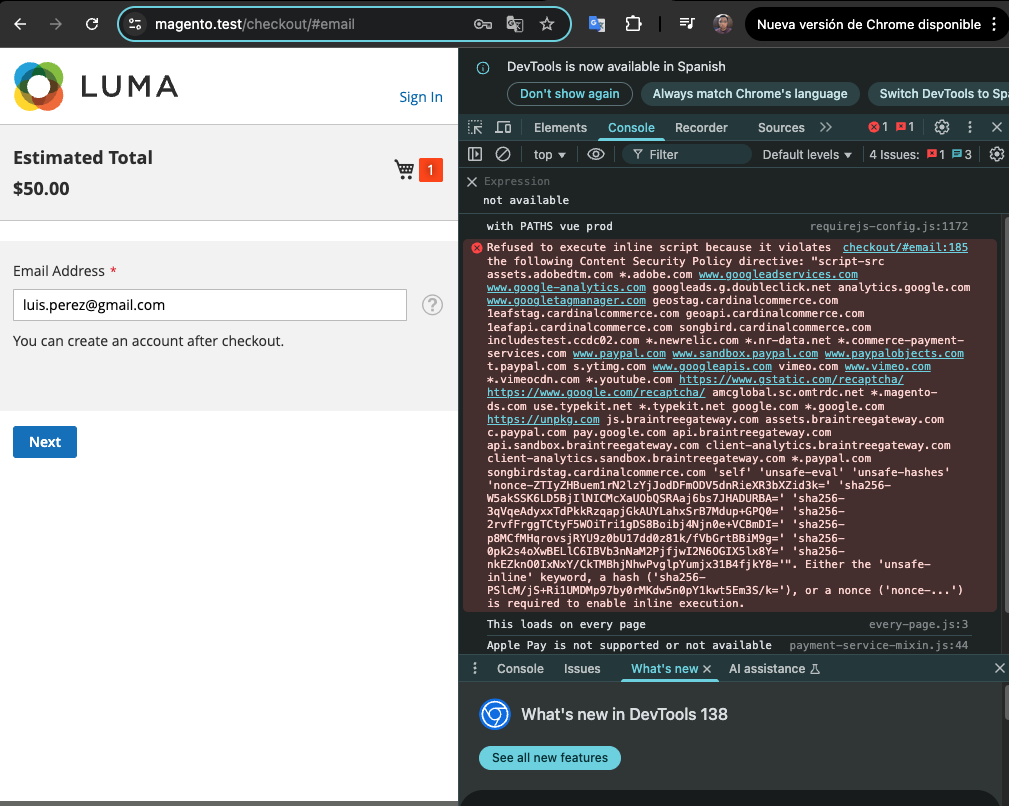 magento.test/checkout/#email
Nueva versión de Chrome disponible
LUMA
Sign In
Estimated Total
$50.00
1
Email Address *
luis.perez@gmail.com
?
You can create an account after checkout.
Next
DevTools is now available in Spanish
Don't show again
Always match Chrome's language
Switch DevTools to Spa
Elements
Console
Recorder
Sources
1
1
top
Filter
Default levels
4 Issues:
1
3
Expression
not available
with PATHS vue prod
requirejs-config.js:1172
Refused to execute inline script because it violates
checkout/#email:185
the following Content Security Policy directive: "script-src
assets.adobedtm.com *.adobe.com www.googleadservices.com
www.google-analytics.com googleads.g.doubleclick.net analytics.google.com
www.googletagmanager.com geostag.cardinalcommerce.com
1eafstag.cardinalcommerce.com geoapi.cardinalcommerce.com
1eafapi.cardinalcommerce.com songbird.cardinalcommerce.com
includestest.ccdc02.com *.newrelic.com *.nr-data.net *.commerce-payment-
services.com www.paypal.com www.sandbox.paypal.com www.paypalobjects.com
t.paypal.com s.ytimg.com www.googleapis.com vimeo.com www.vimeo.com
*.vimeocdn.com *.youtube.com https://www.gstatic.com/recaptcha/
https://www.google.com/recaptcha/ amcglobal.sc.omtrdc.net *.magento-
ds.com use.typekit.net *.typekit.net google.com *.google.com
https://unpkg.com js.braintreegateway.com assets.braintreegateway.com
c.paypal.com pay.google.com api.braintreegateway.com
api.sandbox.braintreegateway.com client-analytics.braintreegateway.com
client-analytics.sandbox.braintreegateway.com *.paypal.com
songbirdstag.cardinalcommerce.com 'self' 'unsafe-eval' 'unsafe-hashes'
'nonce-ZTIyZHBuem1rN2lzYjJodDFmODV5dnRieXR3bXZid3k=' 'sha256-
W5akSSK6LD5BjIlNICMcXaUObQSRAaj6bs7JHADURBA=' 'sha256-
3qVqeAdyxxTdPkkRzqapjGkAUYLahxSrB7Mdup+GPQ0=' 'sha256-
2rvfFrggTCtyF5WOiTri1gDS8Boibj4Njn0e+VCBmDI=' 'sha256-
p8MCfMHqrovsjRYU9z0bU17dd0z81k/fVbGrtBBiM9g=' 'sha256-
0pk2s4oXwBELlC6IBVb3nNaM2PjfjwI2N6OGIX5lx8Y=' 'sha256-
nkEZknO0IxNxY/CkTMBhjNhwPvglpYumjx31B4fjkY8='". Either the 'unsafe-
inline' keyword, a hash ('sha256-
PSlcM/jS+Ri1UMDMp97by0rMKdw5n0pY1kwt5Em3S/k='), or a nonce ('nonce-...')
is required to enable inline execution.
This loads on every page
every-page.js:3
Apple Pay is not supported or not available
payment-service-mixin.js:44
Console
Issues
What's new
AI assistance
What's new in DevTools 138
See all new features